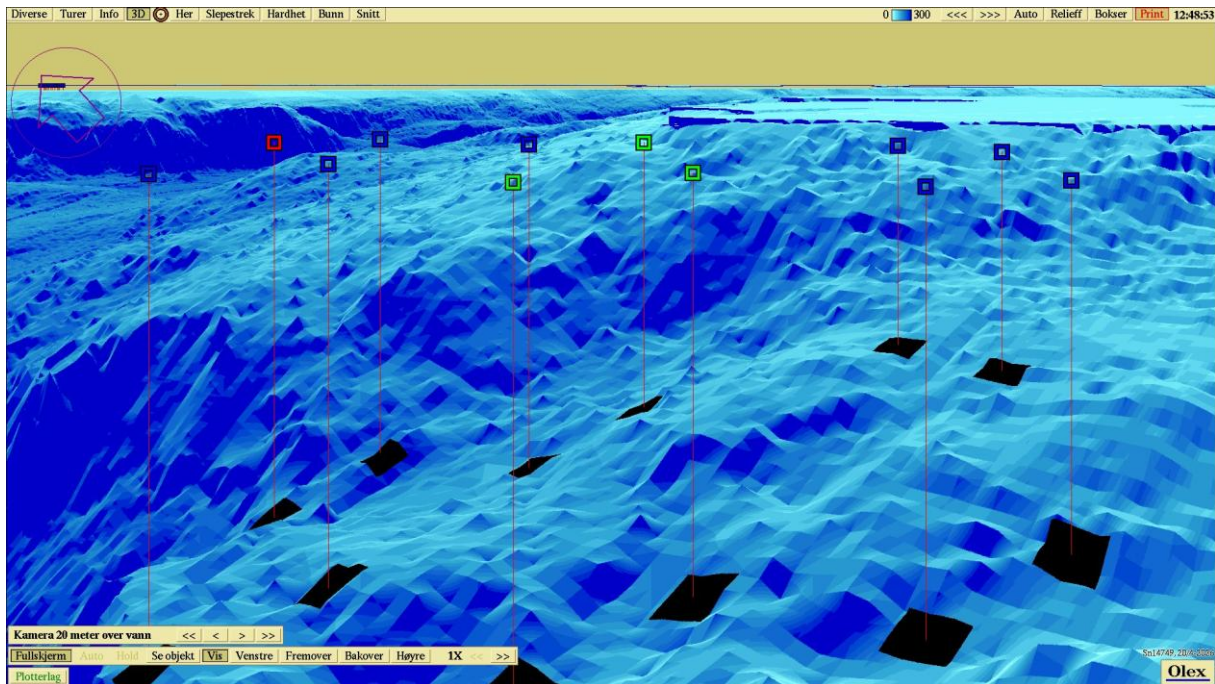 Diverse Turer Info 3D Her Slepestrek Hardhet Bunn Snitt 0 300 <<< >>> Auto Relieff Bokser Print 12:48:53
Kamera 20 meter over vann << < > >>
Fullskjerm Auto Hold Se objekt Vis Venstre Fremover Bakover Høyre 1X << >>
Plotterlag
Olex